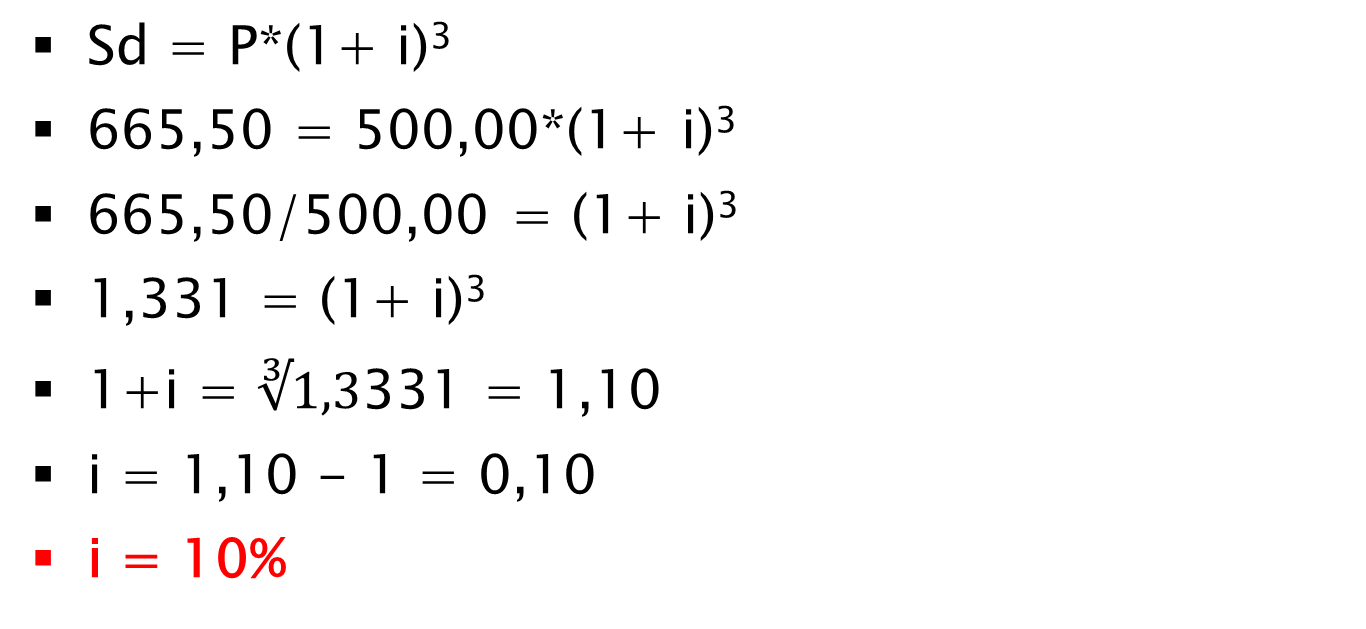 ▪ Sd = P*(1+ i)³
▪ 665,50 = 500,00*(1+ i)³
▪ 665,50/500,00 = (1+ i)³
▪ 1,331 = (1+ i)³
▪ 1+i = ∛1,3331 = 1,10
▪ i = 1,10 – 1 = 0,10
▪ i = 10%